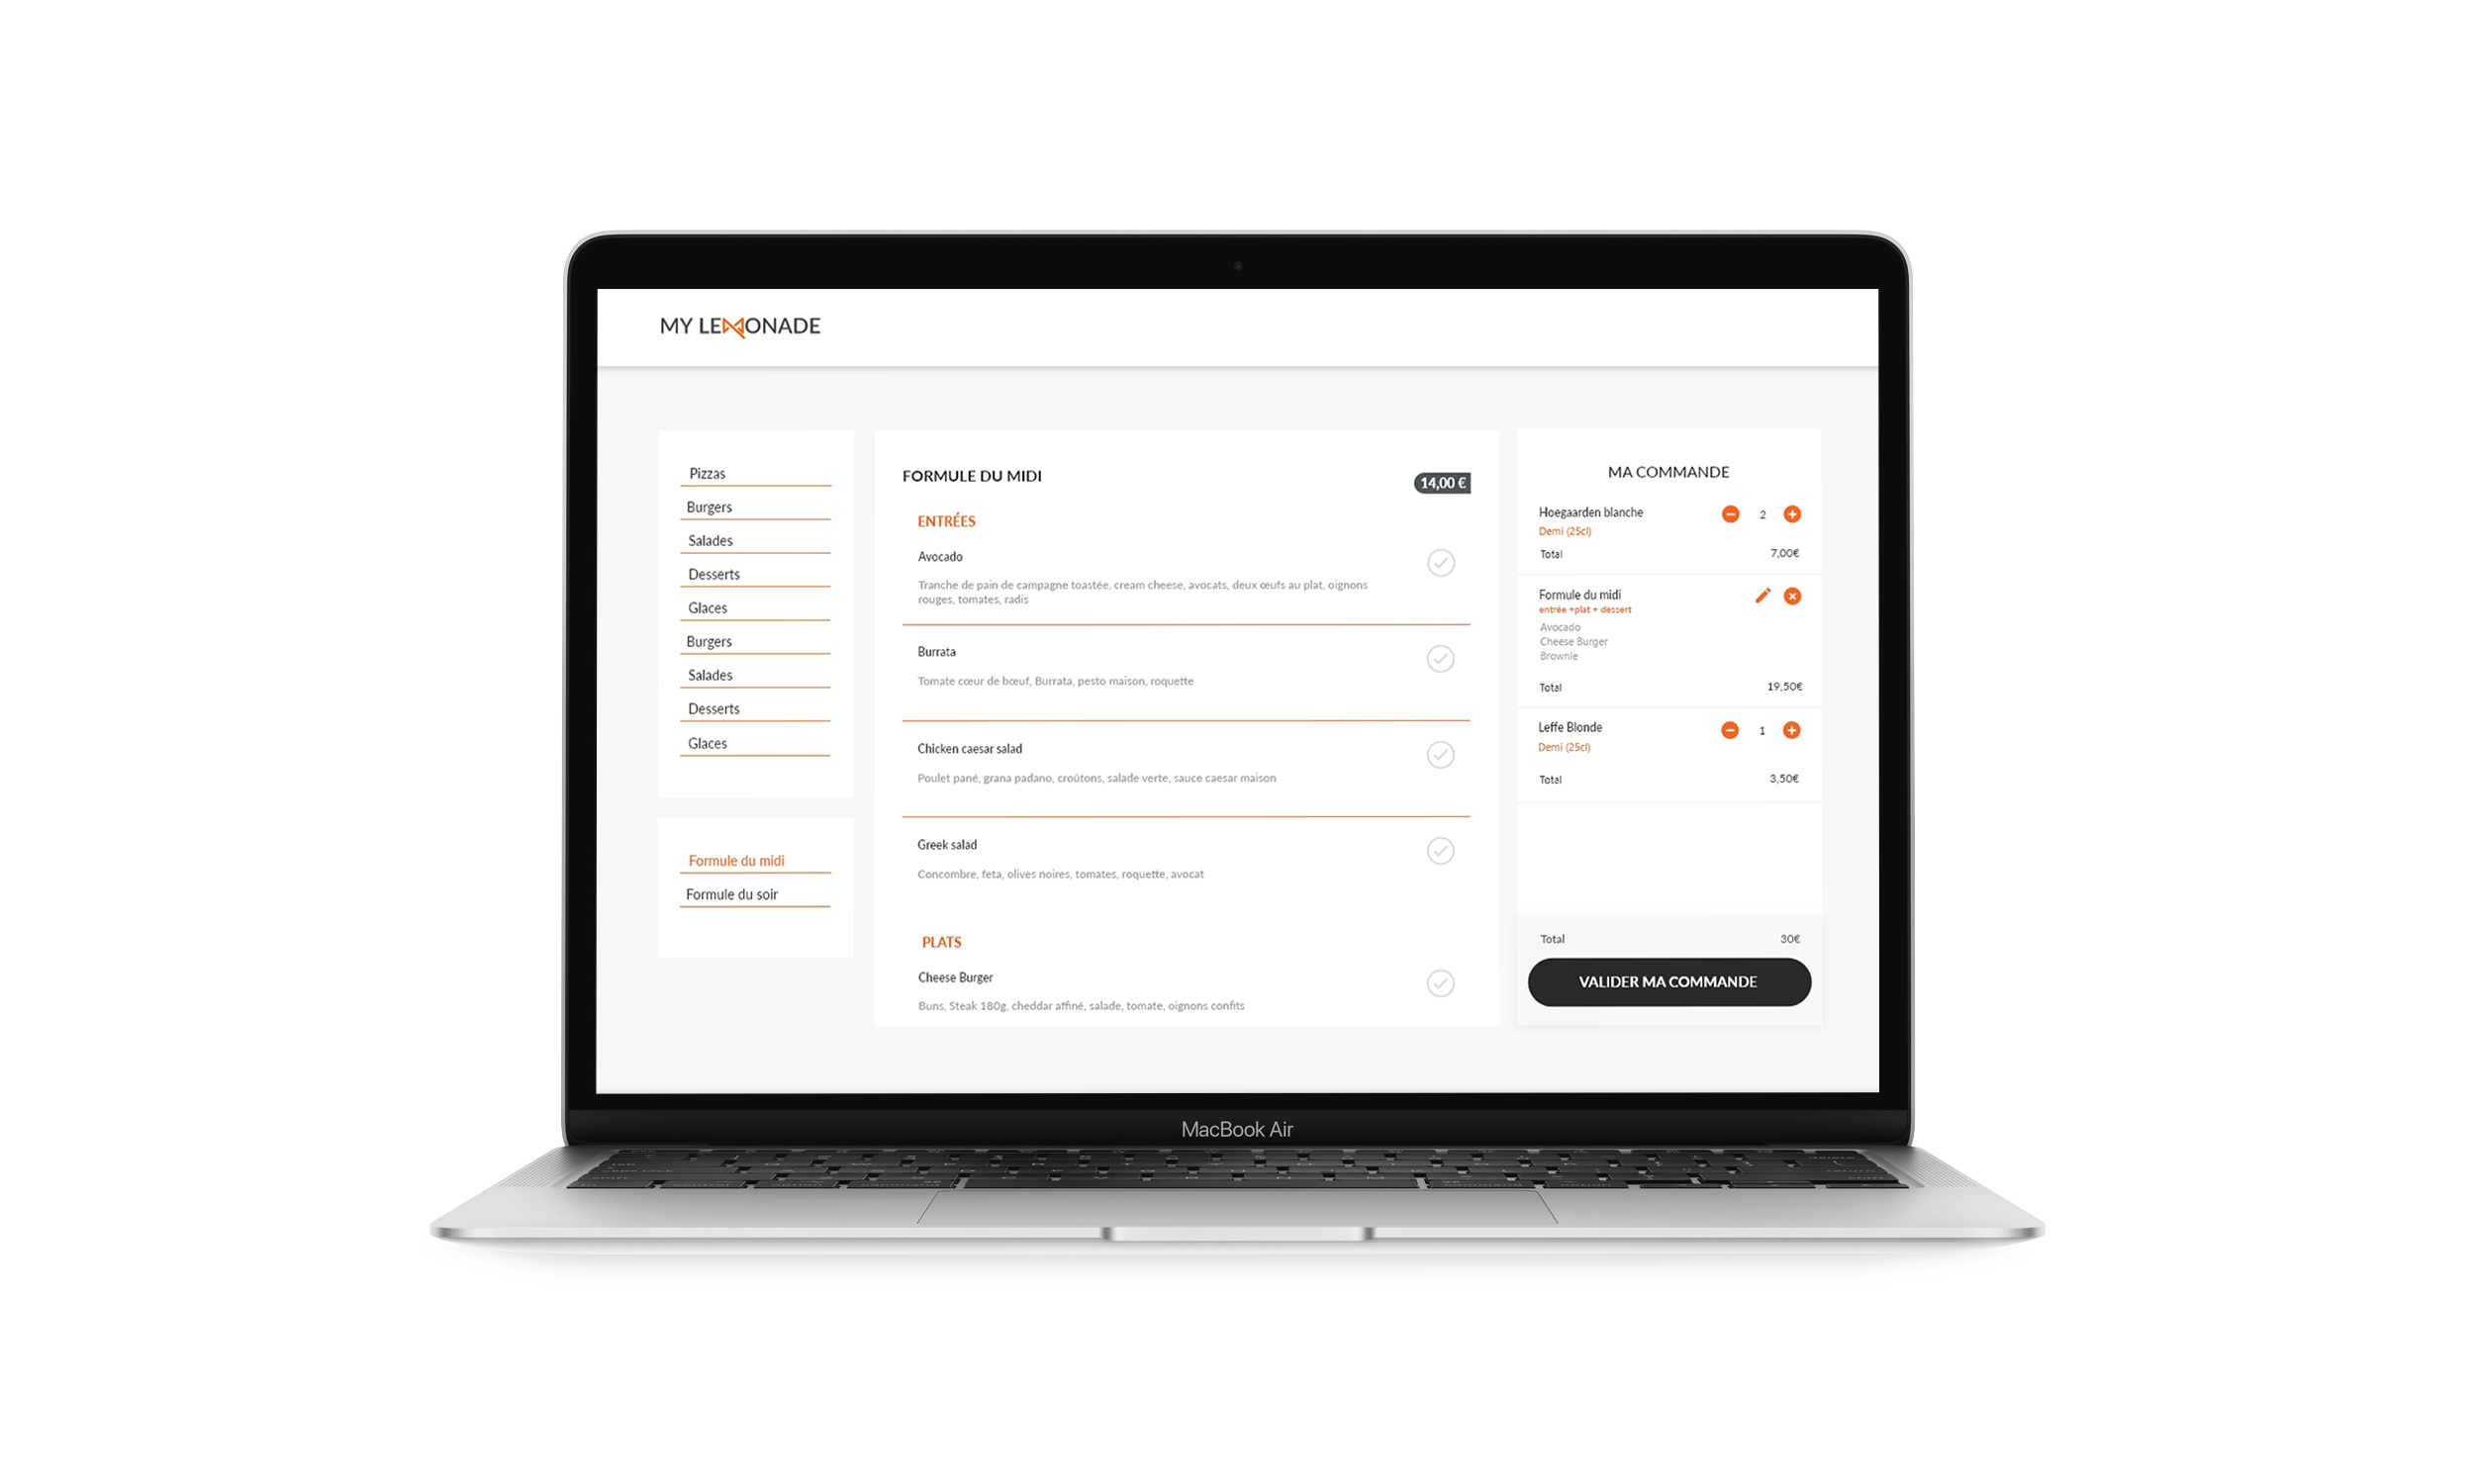 MY LEMONADE
Pizzas
Burgers
Salades
Desserts
Glaces
Burgers
Salades
Desserts
Glaces
Formule du midi
Formule du soir
FORMULE DU MIDI
14,00 €
ENTRÉES
Avocado
Tranche de pain de campagne toastée, cream cheese, avocats, deux œufs au plat, oignons
rouges, tomates, radis
Burrata
Tomate cœur de bœuf, Burrata, pesto maison, roquette
Chicken caesar salad
Poulet pané, grana padano, croûtons, salade verte, sauce caesar maison
Greek salad
Concombre, feta, olives noires, tomates, roquette, avocat
PLATS
Cheese Burger
Buns, Steak 180g, cheddar affiné, salade, tomate, oignons confits
MA COMMANDE
Hoegaarden blanche 2
Demi (25cl)
Total 7,00€
Formule du midi
entrée +plat + dessert
Avocado
Cheese Burger
Brownie
Total 19,50€
Leffe Blonde 1
Demi (25cl)
Total 3,50€
Total 30€
VALIDER MA COMMANDE
MacBook Air